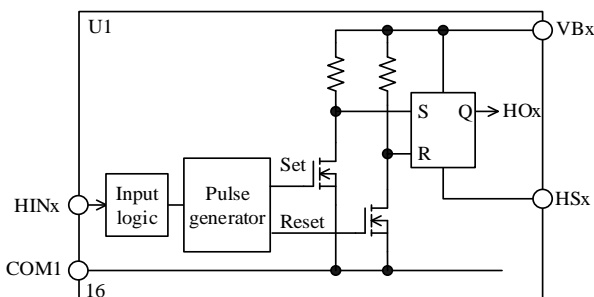 U1
VBx
S
Q
HOx
R
Set
Input
logic
Pulse
generator
HINx
HSx
Reset
COM1
16